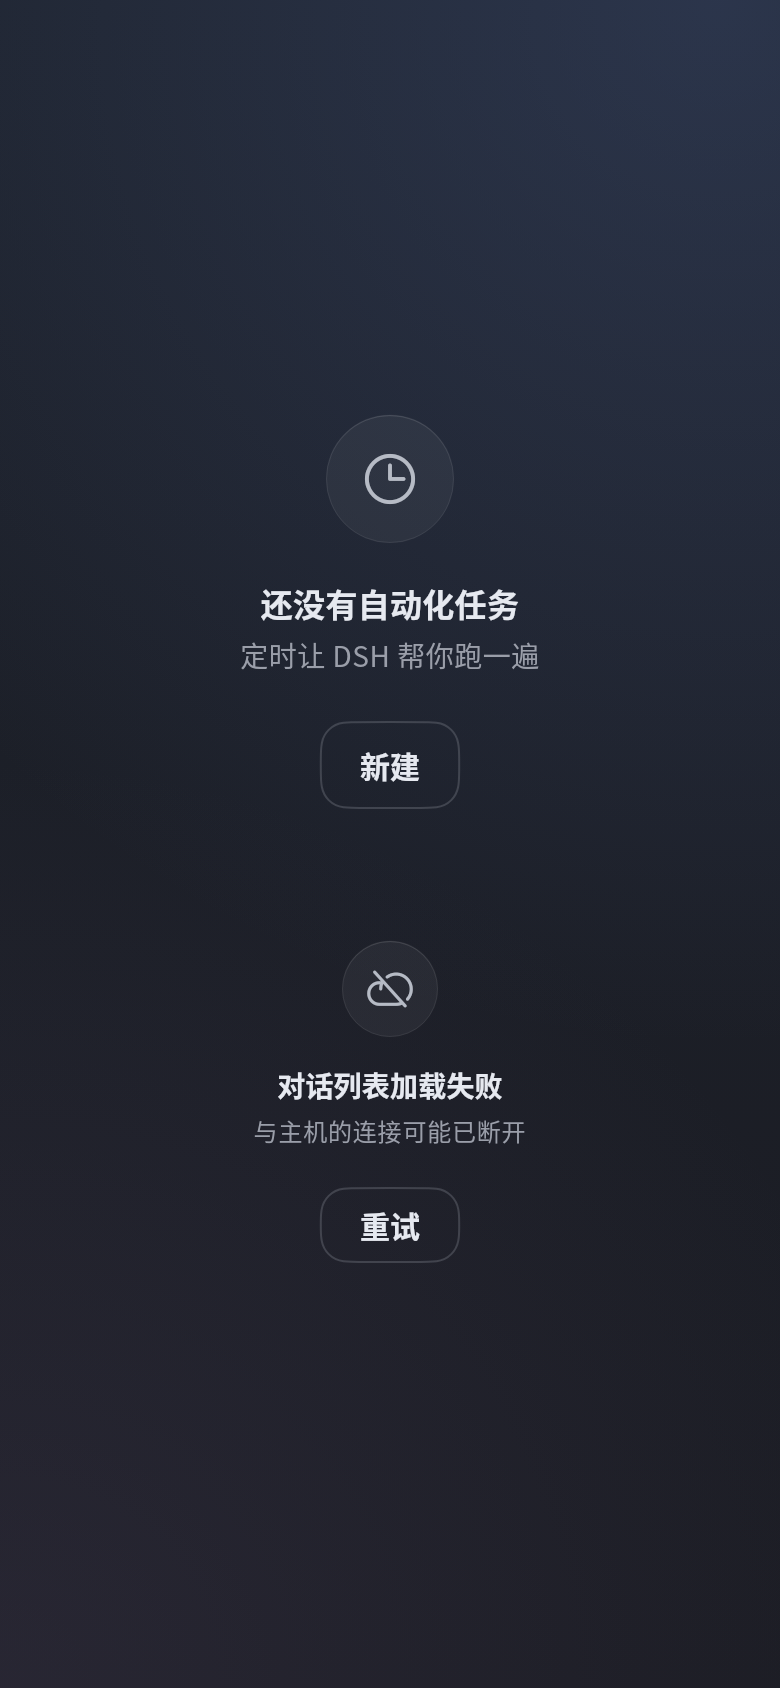 还没有自动化任务
定时让 DSH 帮你跑一遍
新建
对话列表加载失败
与主机的连接可能已断开
重试